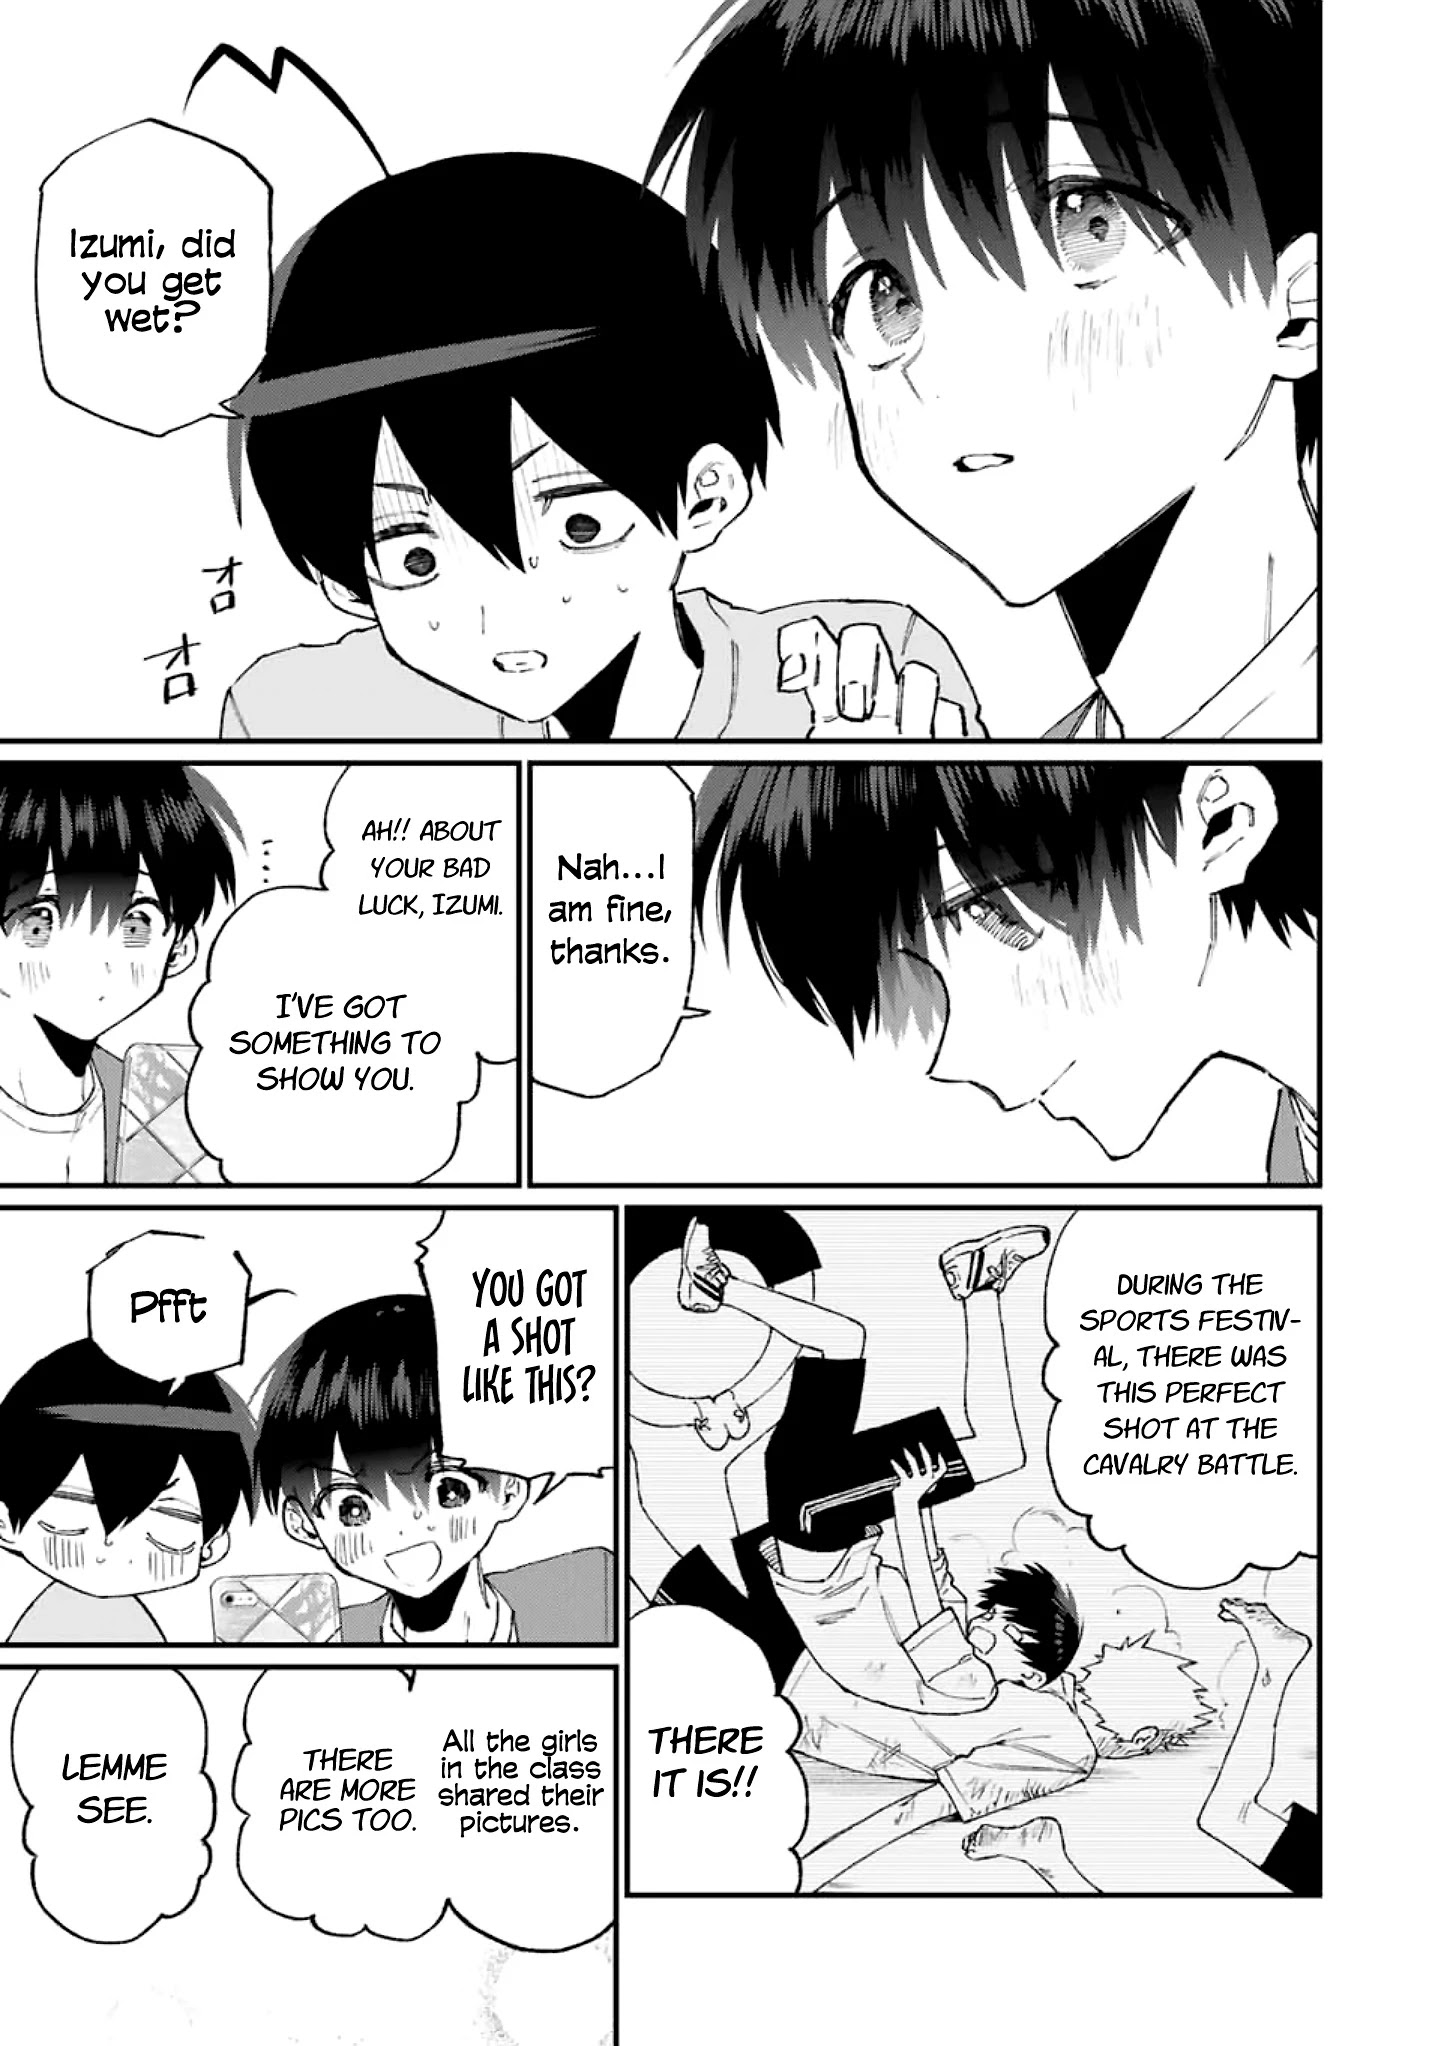 Izumi, did
you get
wet?
オロ
オロ
Nah...I
am fine,
thanks.
AH!! ABOUT
YOUR BAD
LUCK, IZUMI.
I'VE GOT
SOMETHING TO
SHOW YOU.
DURING THE
SPORTS FESTIV-
AL, THERE WAS
THIS PERFECT
SHOT AT THE
CAVALRY BATTLE.
THERE
IT IS!!
YOU GOT
A SHOT
LIKE THIS?
Pfft
All the girls
in the class
shared their
pictures.
THERE
ARE MORE
PICS TOO.
LEMME
SEE.